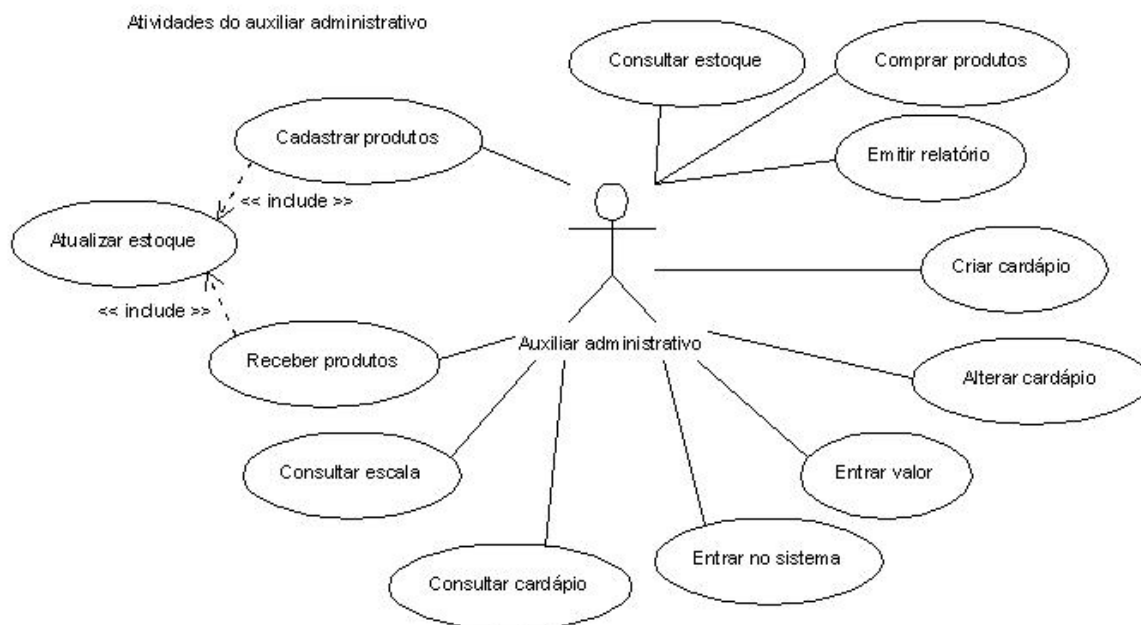 Atividades do auxiliar administrativo
Consultar estoque
Comprar produtos
Cadastrar produtos
Emitir relatório
<< include >>
Atualizar estoque
Criar cardápio
<< include >>
Auxiliar administrativo
Receber produtos
Alterar cardápio
Consultar escala
Entrar valor
Entrar no sistema
Consultar cardápio